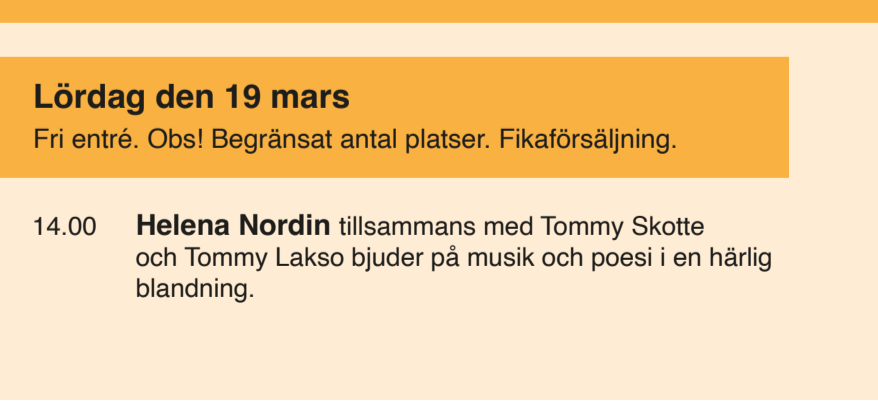 Lördag den 19 mars
Fri entré. Obs! Begränsat antal platser. Fikaförsäljning.
14.00 Helena Nordin tillsammans med Tommy Skotte
och Tommy Lakso bjuder på musik och poesi i en härlig
blandning.